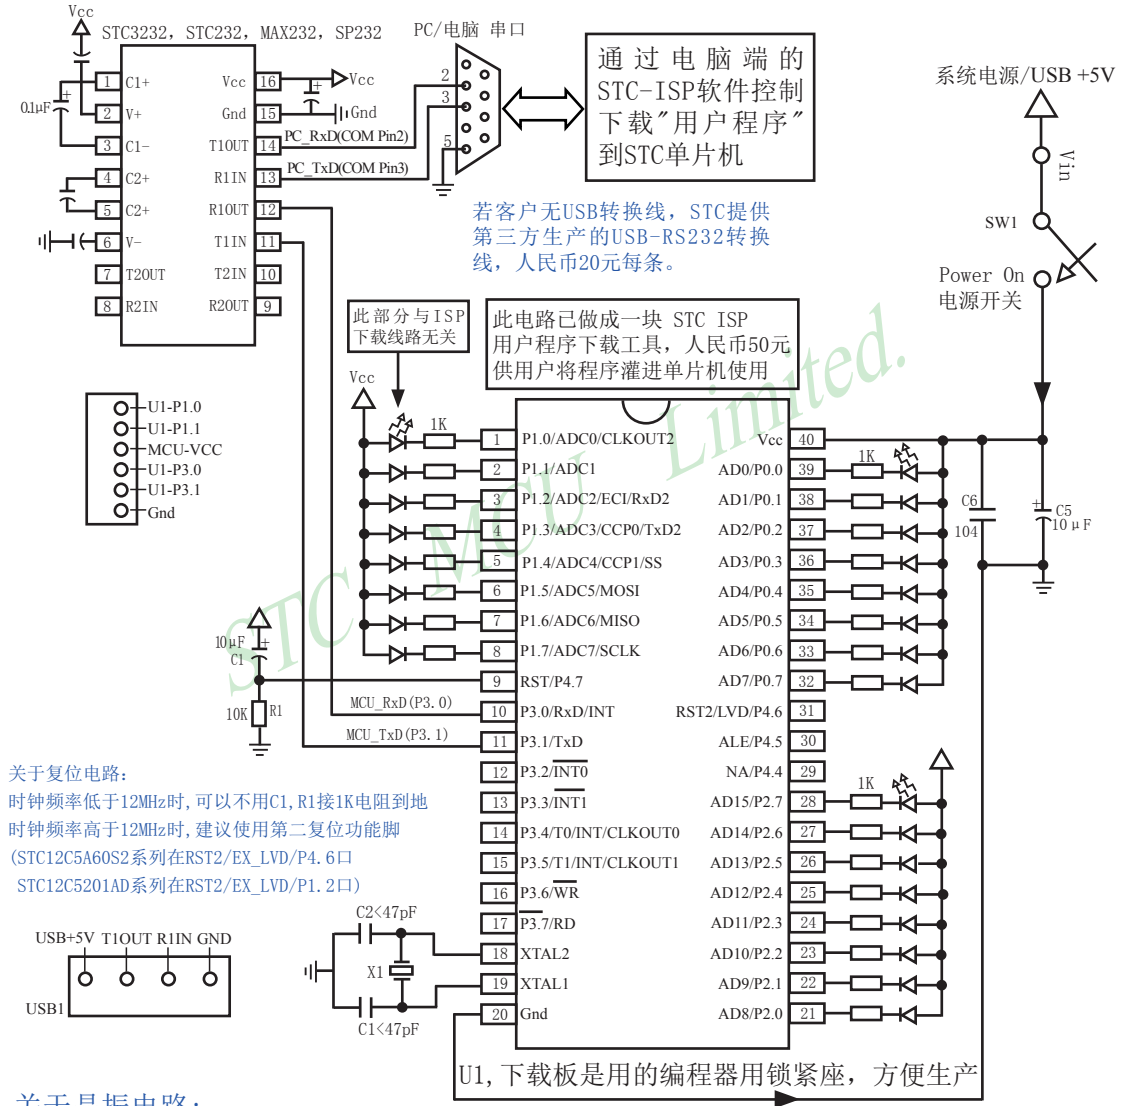 Vcc
STC3232, STC232, MAX232, SP232
PC/电脑 串口
通过电脑端的
STC-ISP软件控制
下载"用户程序"
到STC单片机
系统电源/USB +5V
1 C1+
2 V+
3 C1-
4 C2+
5 C2+
6 V-
7 T2OUT
8 R2IN
Vcc 16
Gnd 15
T1OUT 14
R1IN 13
R1OUT 12
T1IN 11
T2IN 10
R2OUT 9
0.1μF
+
+
Vcc
Gnd
PC_RxD(COM Pin2)
PC_TxD(COM Pin3)
2
3
5
Vin
SW1
Power On
电源开关
若客户无USB转换线，STC提供
第三方生产的USB-RS232转换
线，人民币20元每条。
此部分与ISP
下载线路无关
此电路已做成一块 STC ISP
用户程序下载工具，人民币50元
供用户将程序灌进单片机使用
STC MCU Limited.
U1-P1.0
U1-P1.1
MCU-VCC
U1-P3.0
U1-P3.1
Gnd
Vcc
1K
1 P1.0/ADC0/CLKOUT2
2 P1.1/ADC1
3 P1.2/ADC2/ECI/RxD2
4 P1.3/ADC3/CCP0/TxD2
5 P1.4/ADC4/CCP1/SS
6 P1.5/ADC5/MOSI
7 P1.6/ADC6/MISO
8 P1.7/ADC7/SCLK
9 RST/P4.7
10 P3.0/RxD/INT
11 P3.1/TxD
12 P3.2/INT0
13 P3.3/INT1
14 P3.4/T0/INT/CLKOUT0
15 P3.5/T1/INT/CLKOUT1
16 P3.6/WR
17 P3.7/RD
18 XTAL2
19 XTAL1
20 Gnd
Vcc 40
AD0/P0.0 39
AD1/P0.1 38
AD2/P0.2 37
AD3/P0.3 36
AD4/P0.4 35
AD5/P0.5 34
AD6/P0.6 33
AD7/P0.7 32
RST2/LVD/P4.6 31
ALE/P4.5 30
NA/P4.4 29
AD15/P2.7 28
AD14/P2.6 27
AD13/P2.5 26
AD12/P2.4 25
AD11/P2.3 24
AD10/P2.2 23
AD9/P2.1 22
AD8/P2.0 21
1K
1K
C6
104
+
C5
10μF
10μF
+
C1
10K
R1
MCU_RxD(P3.0)
MCU_TxD(P3.1)
关于复位电路:
时钟频率低于12MHz时,可以不用C1,R1接1K电阻到地
时钟频率高于12MHz时,建议使用第二复位功能脚
(STC12C5A60S2系列在RST2/EX_LVD/P4.6口
STC12C5201AD系列在RST2/EX_LVD/P1.2口)
C2<47pF
X1
C1<47pF
USB+5V T1OUT R1IN GND
USB1
U1,下载板是用的编程器用锁紧座，方便生产
关于晶振电路: